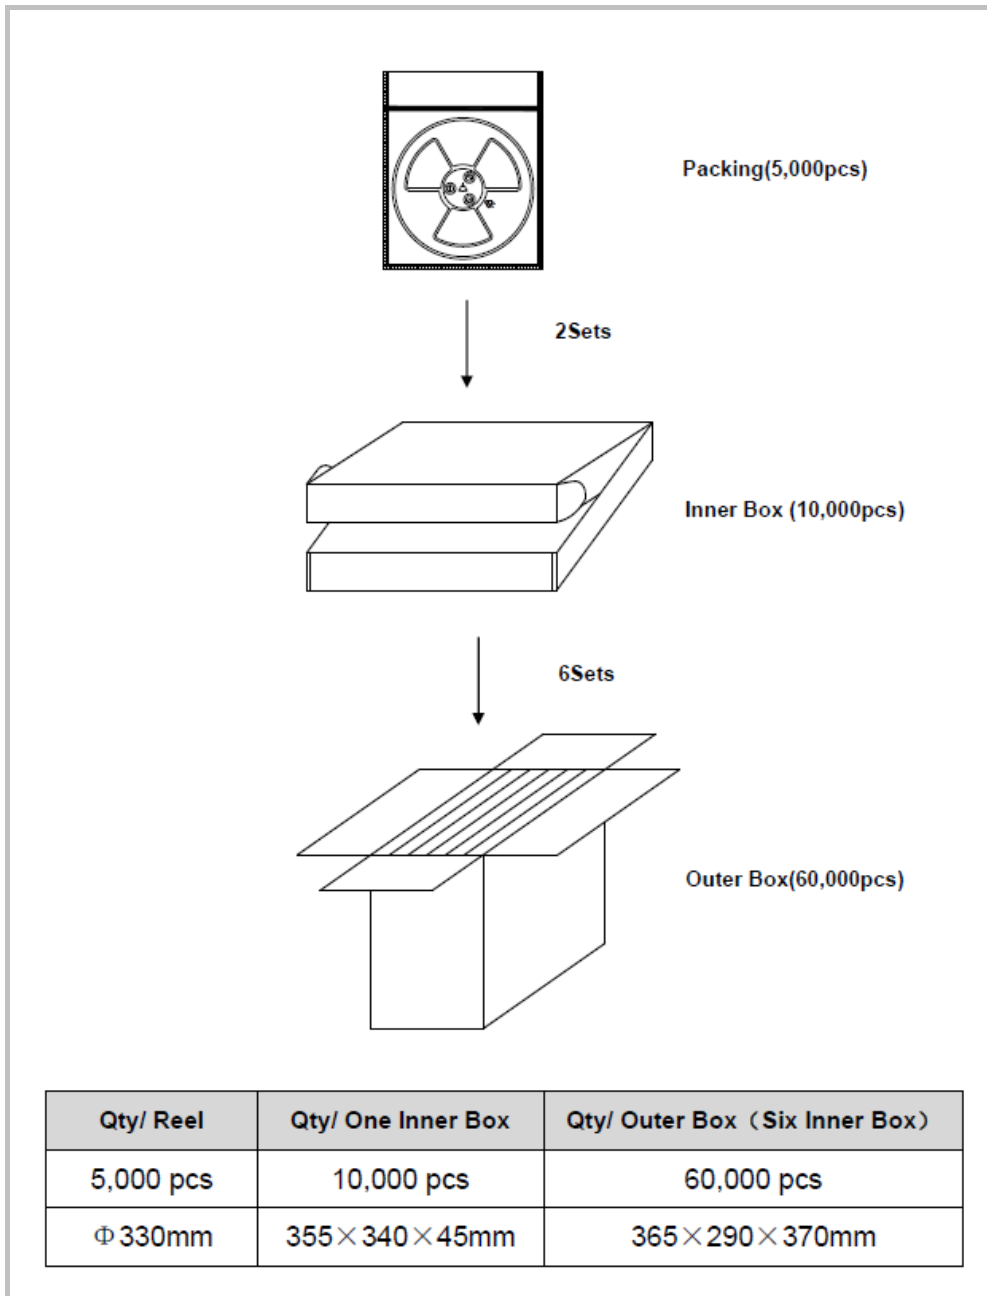 Packing(5,000pcs)
2Sets
Inner Box (10,000pcs)
6Sets
Outer Box(60,000pcs)
Qty/ Reel
Qty/ One Inner Box
Qty/ Outer Box（Six Inner Box）
5,000 pcs
10,000 pcs
60,000 pcs
Φ330mm
355×340×45mm
365×290×370mm